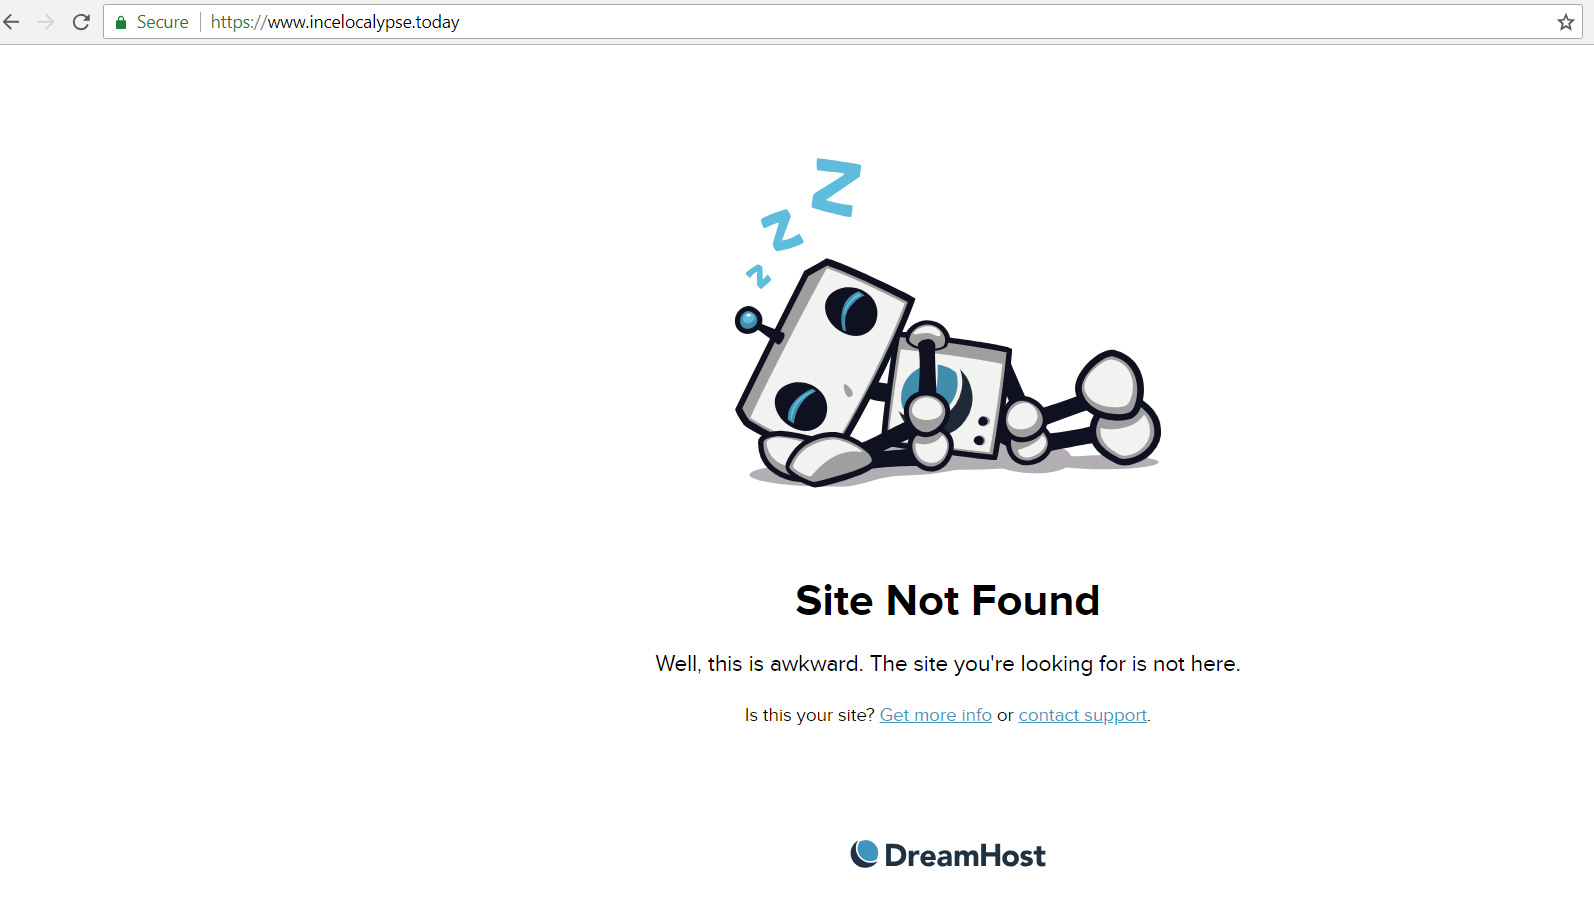 Secure https://www.incelocalypse.today
z
z
z
Site Not Found
Well, this is awkward. The site you're looking for is not here.
Is this your site? Get more info or contact support.
DreamHost